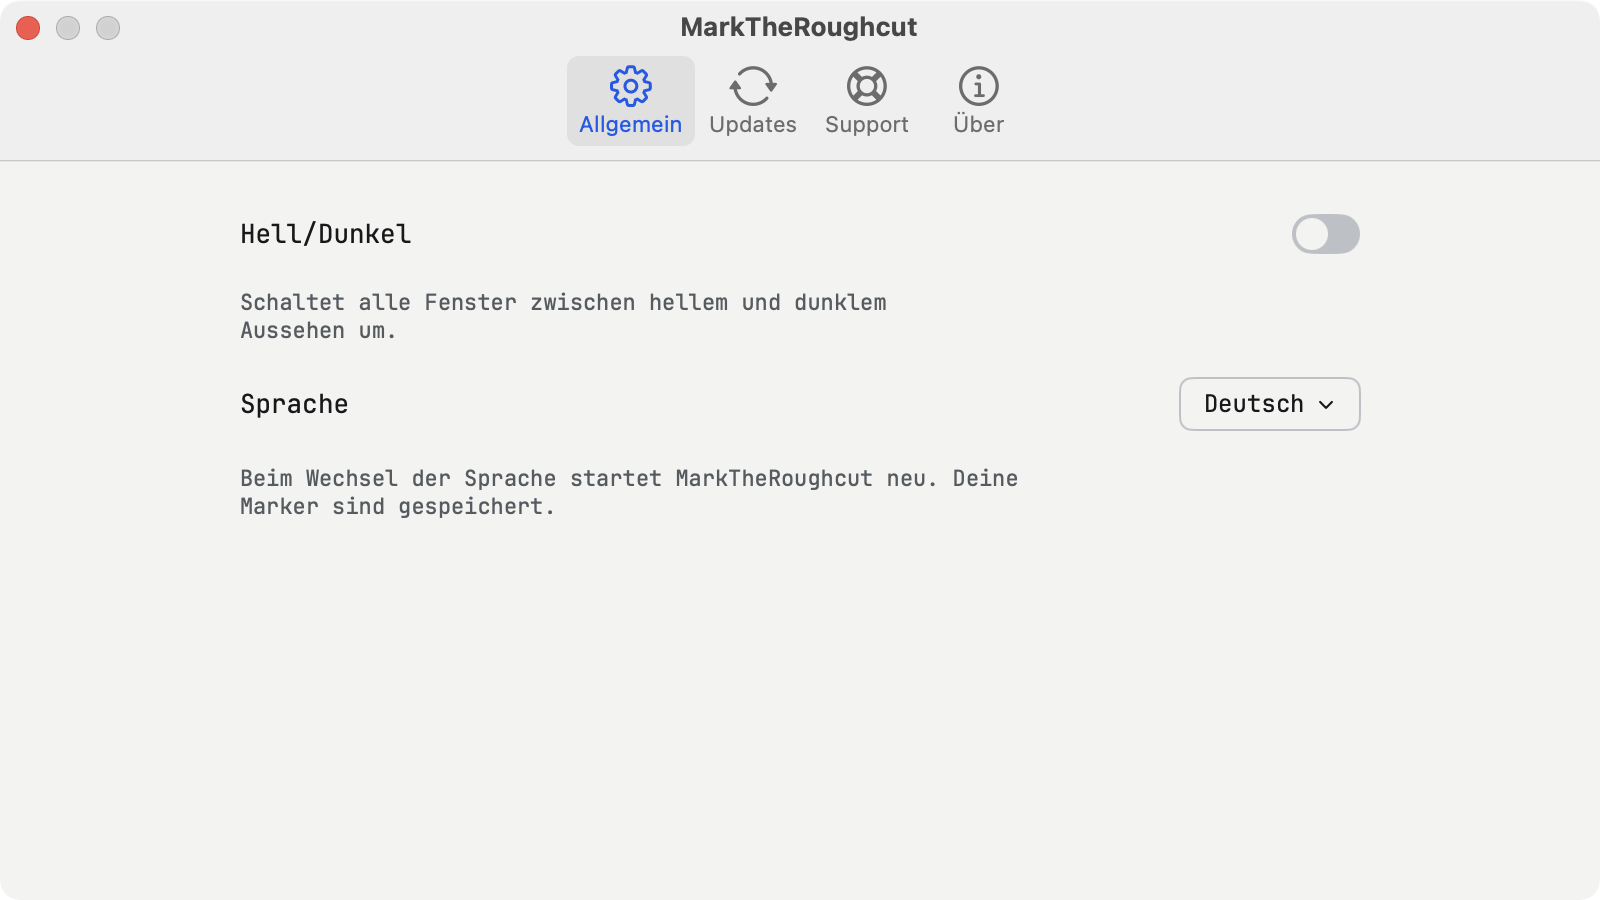 MarkTheRoughcut
Allgemein
Updates
Support
Über
Hell/Dunkel
Schaltet alle Fenster zwischen hellem und dunklem
Aussehen um.
Sprache
Deutsch
Beim Wechsel der Sprache startet MarkTheRoughcut neu. Deine
Marker sind gespeichert.